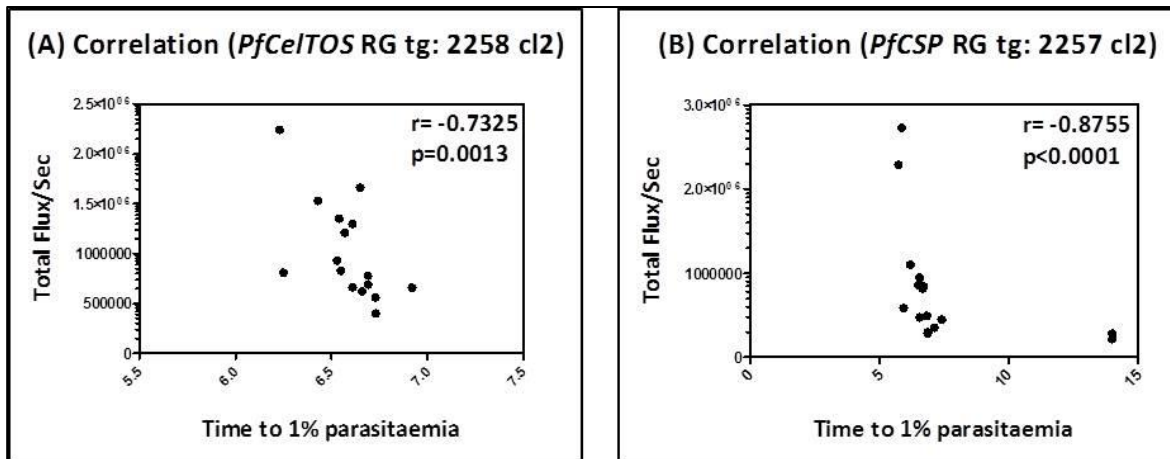 (A) Correlation (PfCelTOS RG tg: 2258 cl2)
r= -0.7325
p=0.0013
2.5×10⁰⁶
2.0×10⁰⁶
1.5×10⁰⁶
1000000
500000
0
Total Flux/Sec
5.5
6.0
6.5
7.0
7.5
Time to 1% parasitaemia
(B) Correlation (PfCSP RG tg: 2257 cl2)
r= -0.8755
p<0.0001
3.0×10⁰⁶
2.0×10⁰⁶
1000000
0
Total Flux/Sec
0
5
10
15
Time to 1% parasitaemia